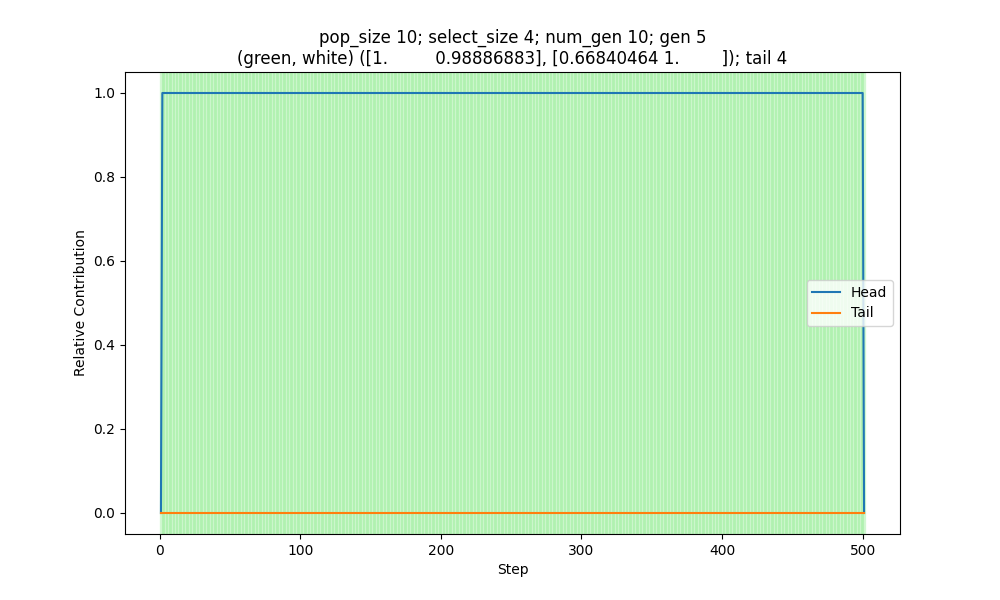 pop_size 10; select_size 4; num_gen 10; gen 5
(green, white) ([1.         0.98886883], [0.66840464 1.        ]); tail 4
1.0
0.8
0.6
0.4
0.2
0.0
Relative Contribution
Head
Tail
0 100 200 300 400 500
Step